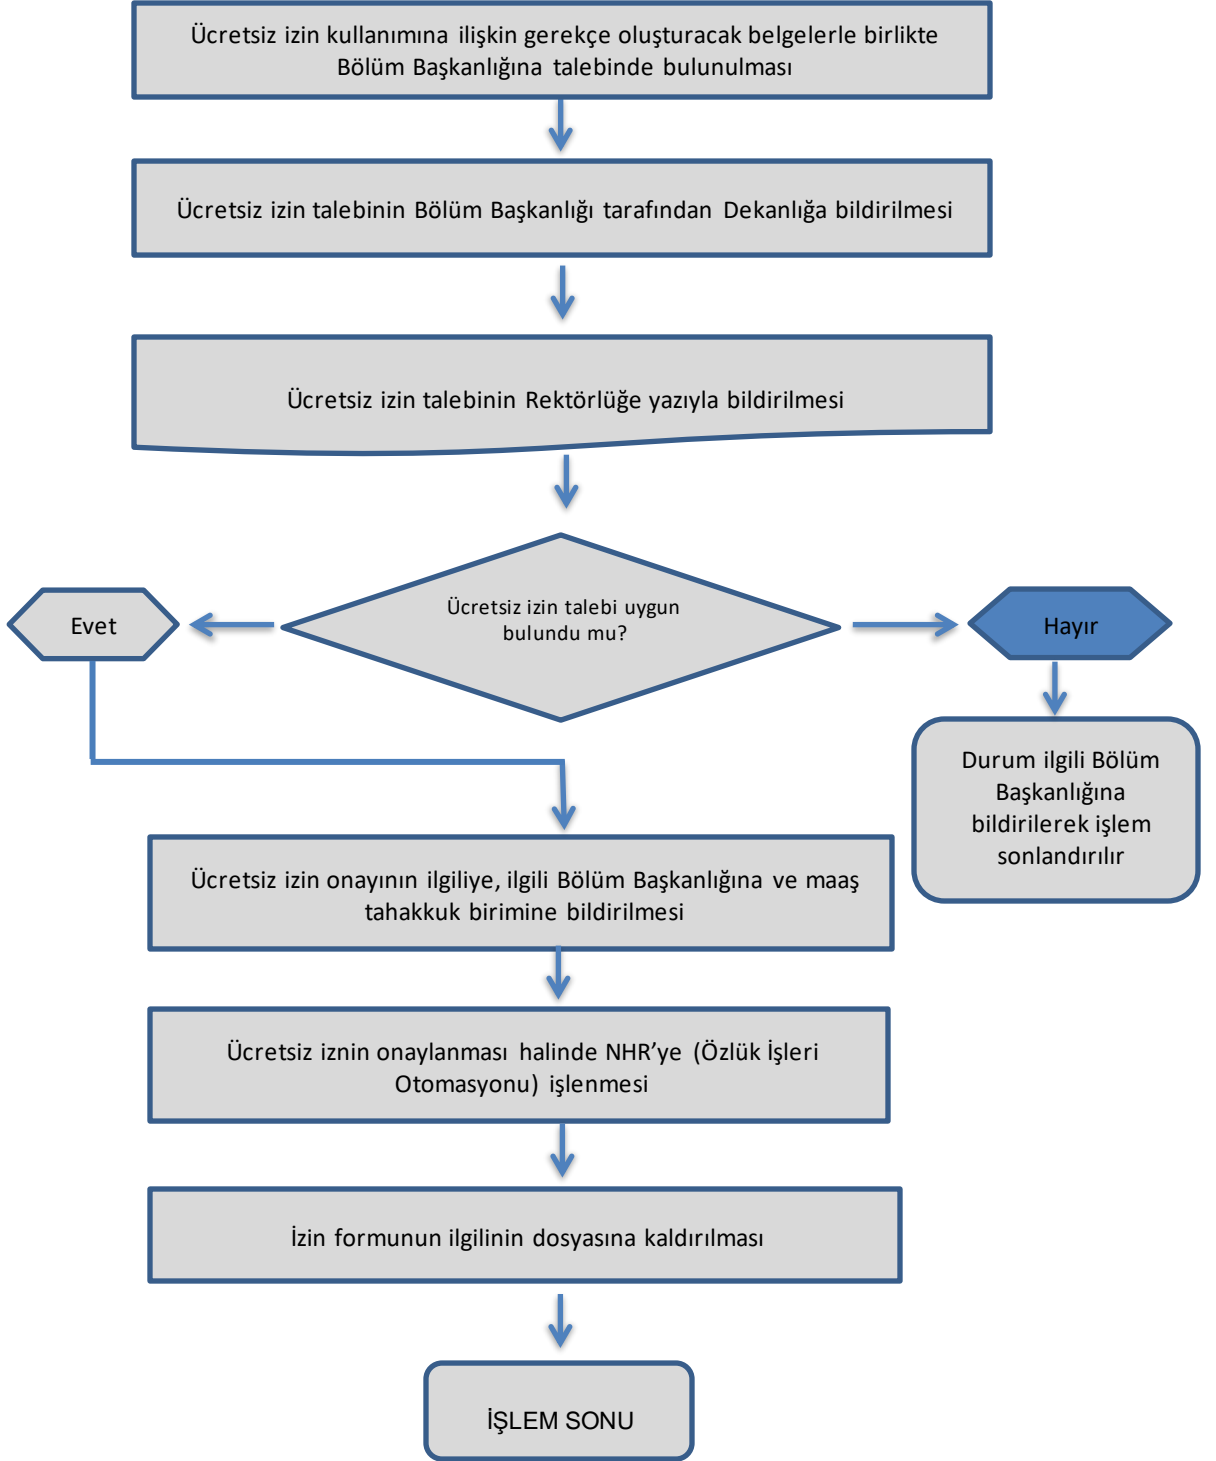 Ücretsiz izin kullanımına ilişkin gerekçe oluşturacak belgelerle birlikte
Bölüm Başkanlığına talebinde bulunulması
Ücretsiz izin talebinin Bölüm Başkanlığı tarafından Dekanlığa bildirilmesi
Ücretsiz izin talebinin Rektörlüğe yazıyla bildirilmesi
Ücretsiz izin talebi uygun
bulundu mu?
Evet
Hayır
Durum ilgili Bölüm
Başkanlığına
bildirilerek işlem
sonlandırılır
Ücretsiz izin onayının ilgiliye, ilgili Bölüm Başkanlığına ve maaş
tahakkuk birimine bildirilmesi
Ücretsiz iznin onaylanması halinde NHR’ye (Özlük İşleri
Otomasyonu) işlenmesi
İzin formunun ilgilinin dosyasına kaldırılması
İŞLEM SONU